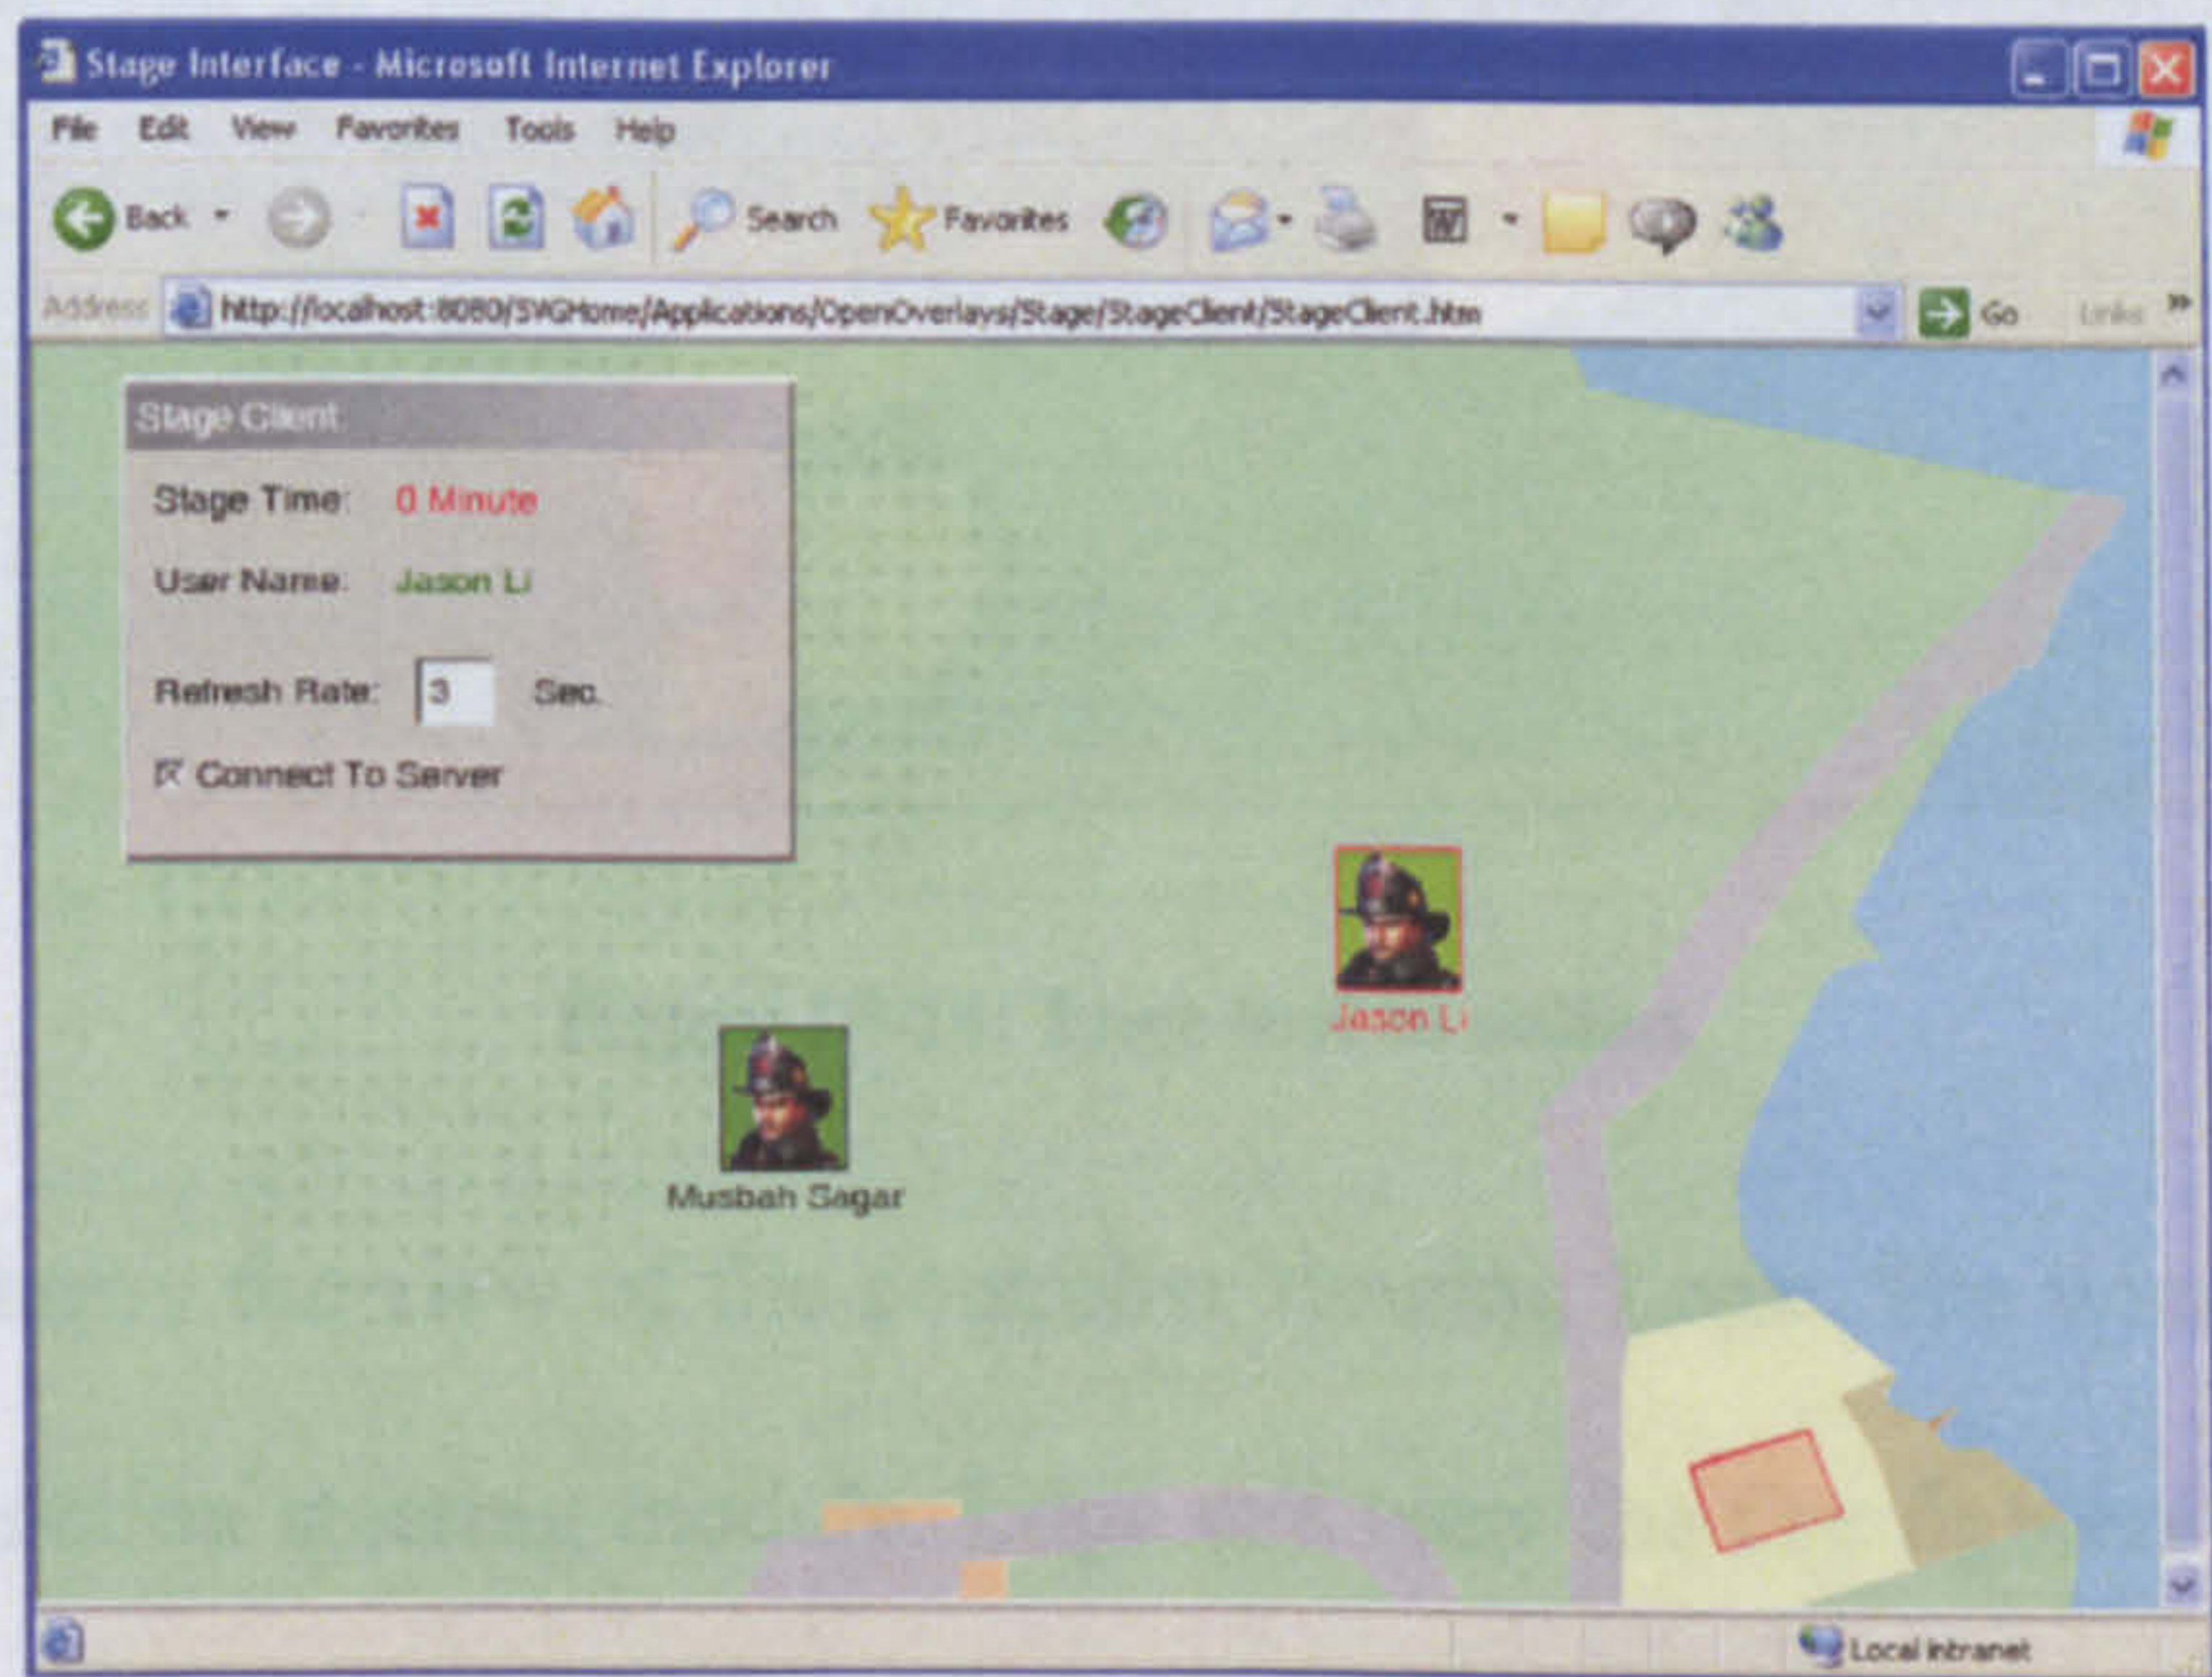 Stage Interface - Microsoft Internet Explorer
File Edit View Favorites Tools Help
Back Search Favorites
Address http://localhost:8080/SVGHome/Applications/OpenOverlays/Stage/StageClient/StageClient.htm Go Links »
Stage Client
Stage Time: 0 Minute
User Name: Jason Li
Refresh Rate: 3 Sec.
Connect To Server
Jason Li
Musbah Sagar
Local intranet